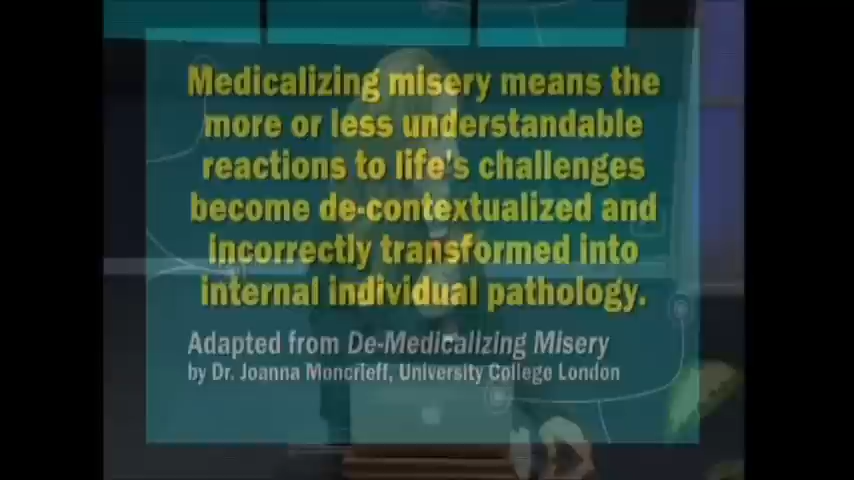 Medicalizing misery means the
more or less understandable
reactions to life's challenges
become de-contextualized and
incorrectly transformed into
internal individual pathology.
Adapted from De-Medicalizing Misery
by Dr. Joanna Moncrieff, University College London